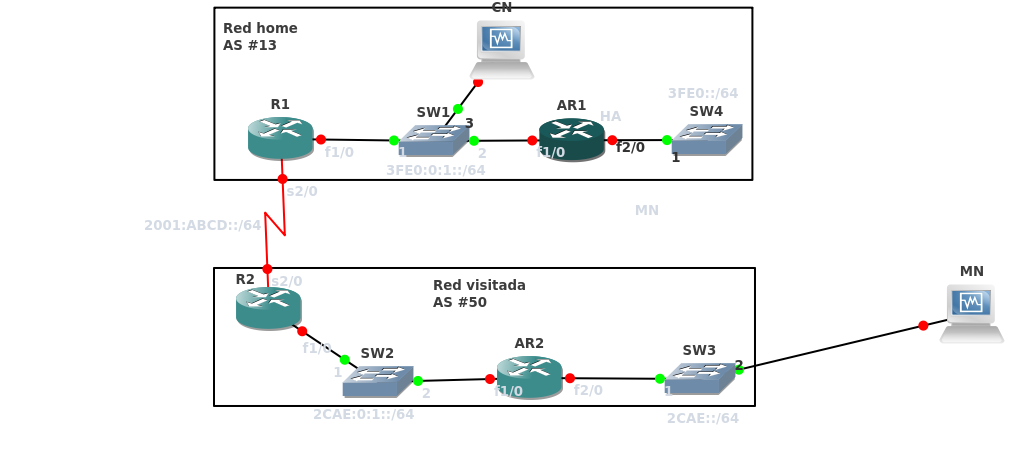 CN
Red home
AS #13
R1
SW1
3
AR1
HA
3FE0::/64
SW4
f1/0
1
2
f1/0
f2/0
1
3FE0:0:1::/64
s2/0
MN
2001:ABCD::/64
R2
s2/0
Red visitada
AS #50
MN
f1/0
SW2
AR2
SW3
2
1
2
f1/0
f2/0
1
2CAE:0:1::/64
2CAE::/64